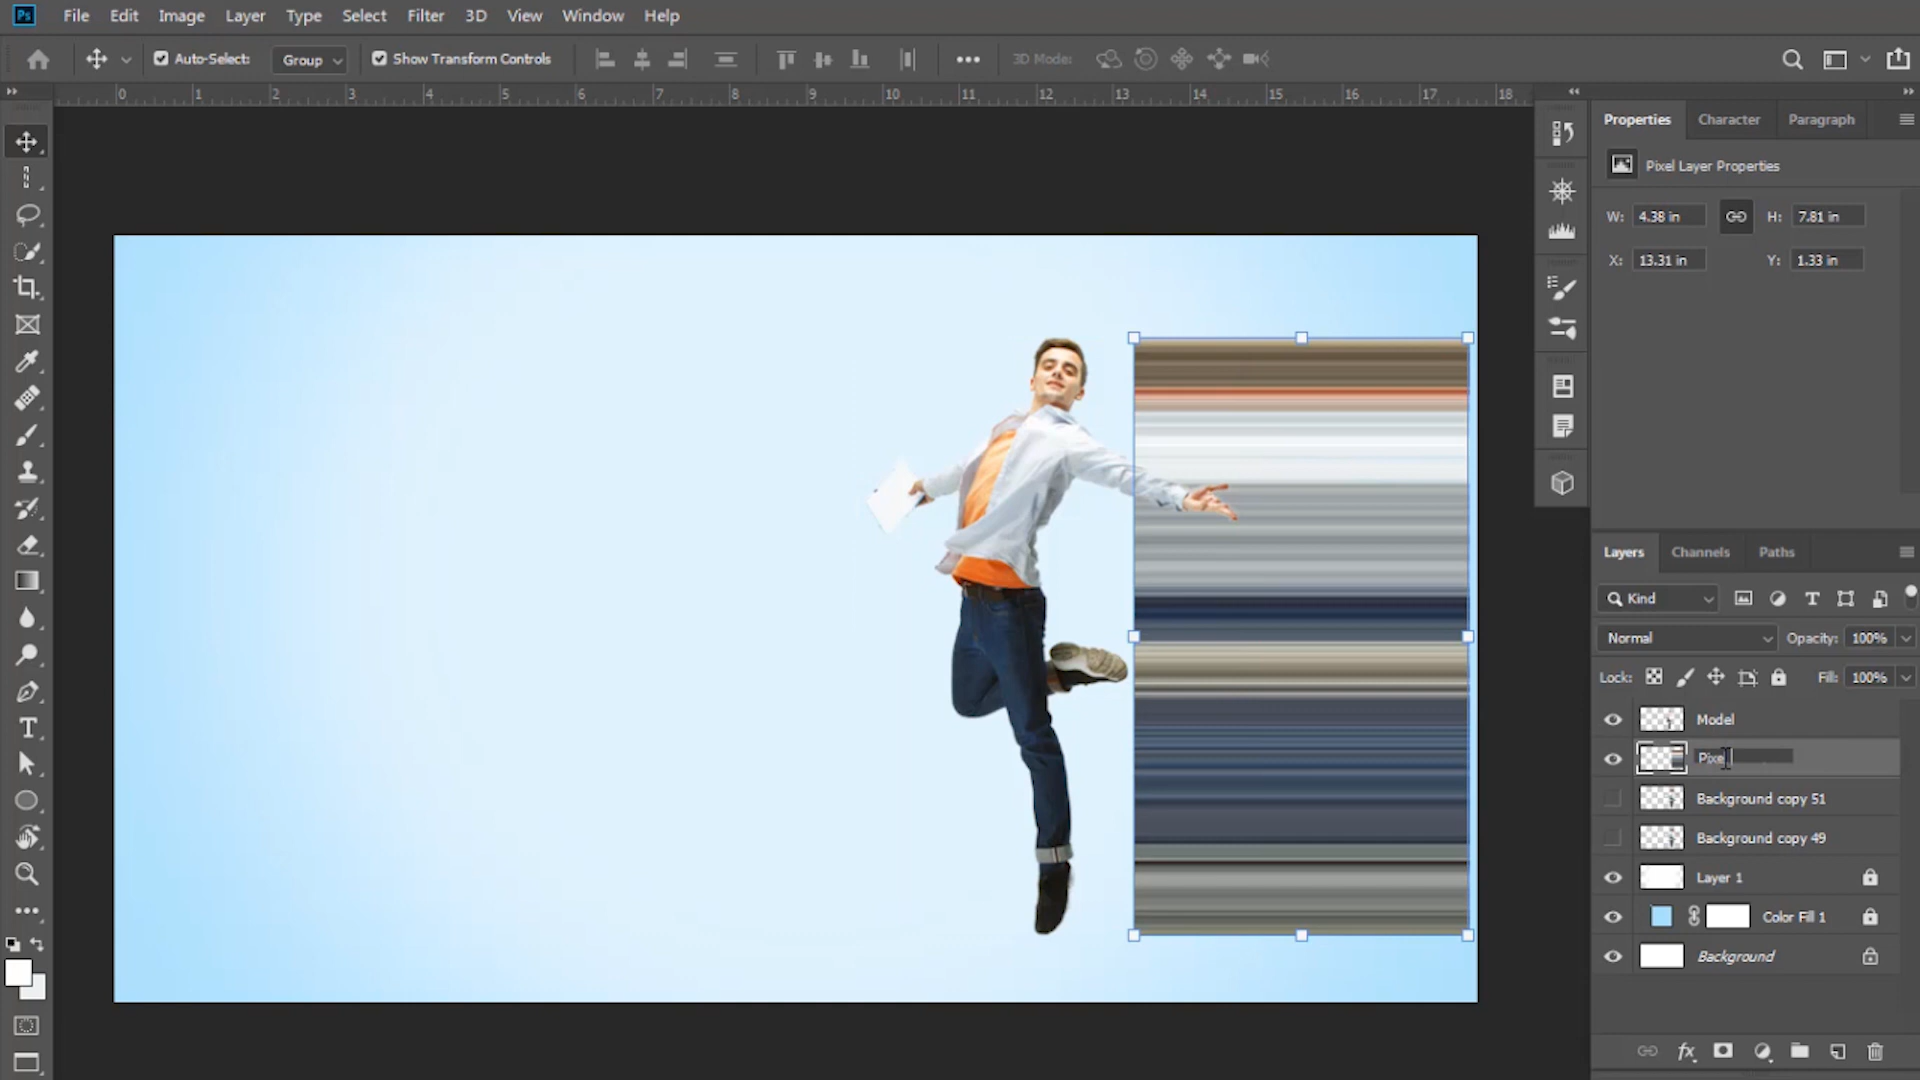 Ps File Edit Image Layer Type Select Filter 3D View Window Help
Auto-Select: Group Show Transform Controls 3D Mode:
0 1 2 3 4 5 6 7 8 9 10 11 12 13 14 15 16 17 18
Properties Character Paragraph
Pixel Layer Properties
W: 4.38 in H: 7.81 in
X: 13.31 in Y: 1.33 in
Layers Channels Paths
Kind
Normal Opacity: 100%
Lock: Fill: 100%
Model
Pixel
Background copy 51
Background copy 49
Layer 1
Color Fill 1
Background
fx